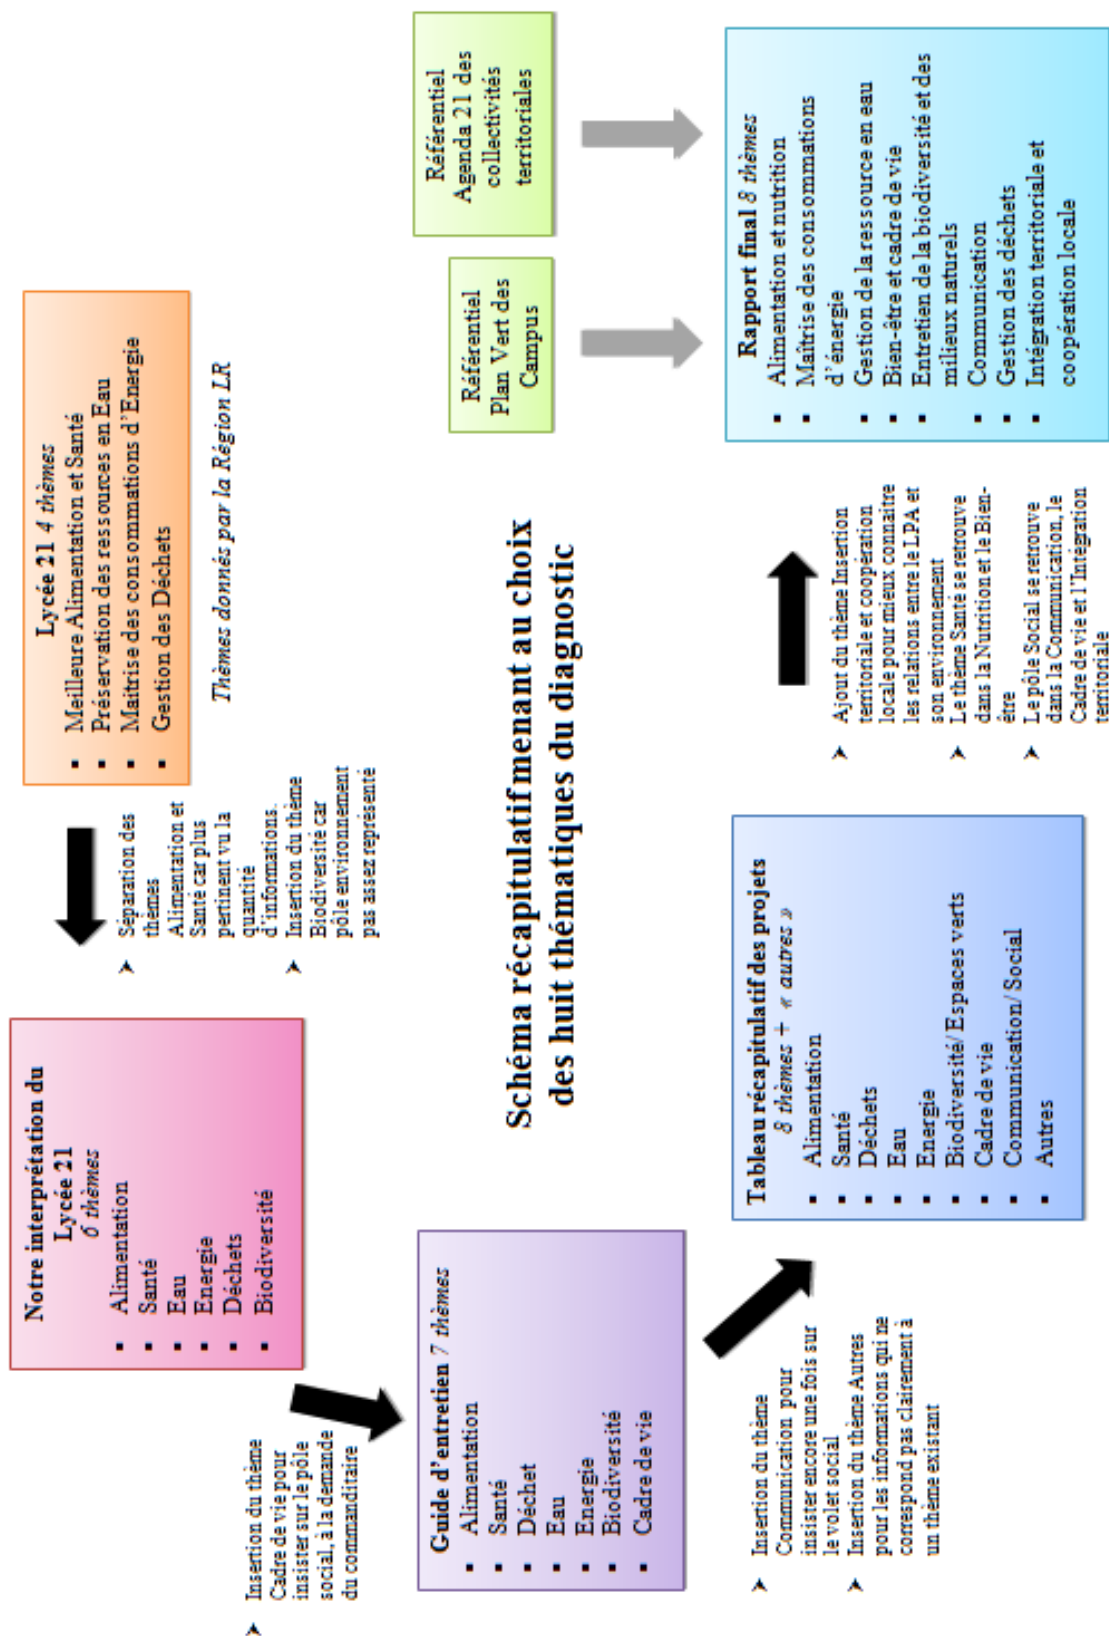 Lycée 21 4 thèmes
▪ Meilleure Alimentation et Santé
▪ Préservation des ressources en Eau
▪ Maîtrise des consommations d'Energie
▪ Gestion des Déchets
Thèmes donnés par la Région LR
➤ Séparation des
thèmes
Alimentation et
Santé car plus
pertinent vu la
quantité
d'informations.
➤ Insertion du thème
Biodiversité car
pôle environnement
pas assez représenté
Notre interprétation du
Lycée 21
6 thèmes
▪ Alimentation
▪ Santé
▪ Eau
▪ Energie
▪ Déchets
▪ Biodiversité
➤ Insertion du thème
Cadre de vie pour
insister sur le pôle
social, à la demande
du commanditaire
Schéma récapitulatif menant au choix
des huit thématiques du diagnostic
Guide d'entretien 7 thèmes
▪ Alimentation
▪ Santé
▪ Déchet
▪ Eau
▪ Energie
▪ Biodiversité
▪ Cadre de vie
➤ Insertion du thème
Communication pour
insister encore une fois sur
le volet social
➤ Insertion du thème Autres
pour les informations qui ne
correspond pas clairement à
un thème existant
Tableau récapitulatif des projets
8 thèmes + « autres »
▪ Alimentation
▪ Santé
▪ Déchets
▪ Eau
▪ Energie
▪ Biodiversité/ Espaces verts
▪ Cadre de vie
▪ Communication/ Social
▪ Autres
➤ Ajout du thème Insertion
territoriale et coopération
locale pour mieux connaitre
les relations entre le LPA et
son environnement
➤ Le thème Santé se retrouve
dans la Nutrition et le Bien-
être
➤ Le pôle Social se retrouve
dans la Communication, le
Cadre de vie et l'Intégration
territoriale
Référentiel
Plan Vert des
Campus
Référentiel
Agenda 21 des
collectivités
territoriales
Rapport final 8 thèmes
▪ Alimentation et nutrition
▪ Maîtrise des consommations
d'énergie
▪ Gestion de la ressource en eau
▪ Bien-être et cadre de vie
▪ Entretien de la biodiversité et des
milieux naturels
▪ Communication
▪ Gestion des déchets
▪ Intégration territoriale et
coopération locale